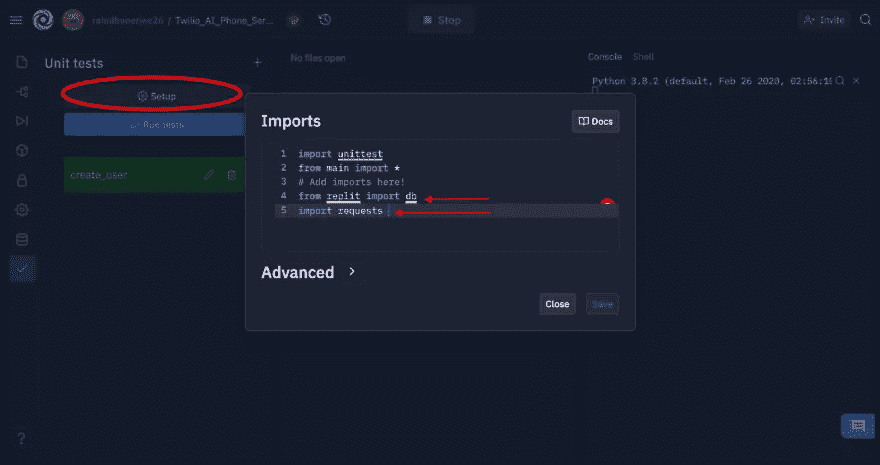 / Twilio_AI_Phone_Ser...
Stop
Invite
Unit tests
+
No files open
Console Shell
Setup
Run tests
create_user
Python 3.8.2 (default, Feb 26 2020, 02:56:10
Imports
Docs
1 import unittest
2 from main import *
3 # Add imports here!
4 from replit import db
5 import requests
Advanced >
Close
Save
?